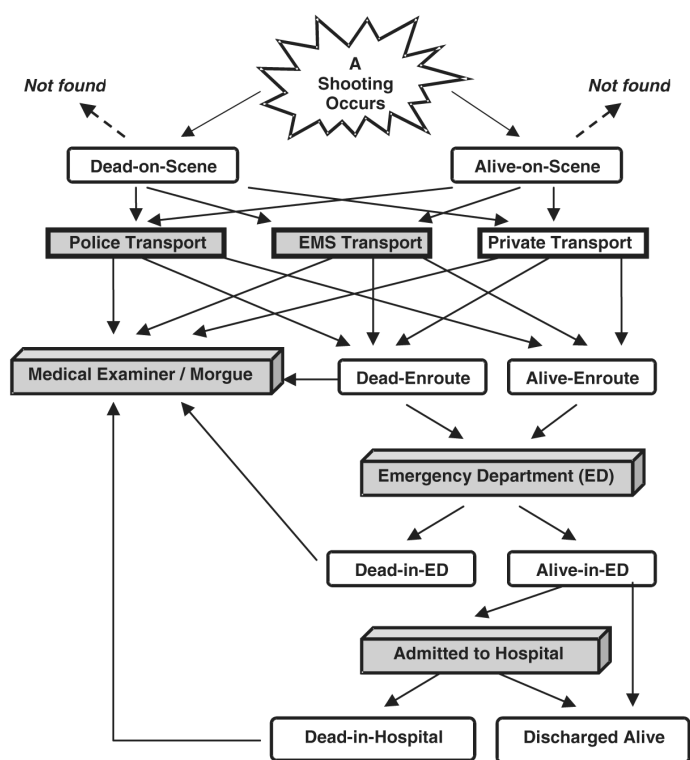 A
Shooting
Occurs
Not found
Not found
Dead-on-Scene
Alive-on-Scene
Police Transport
EMS Transport
Private Transport
Medical Examiner / Morgue
Dead-Enroute
Alive-Enroute
Emergency Department (ED)
Dead-in-ED
Alive-in-ED
Admitted to Hospital
Dead-in-Hospital
Discharged Alive